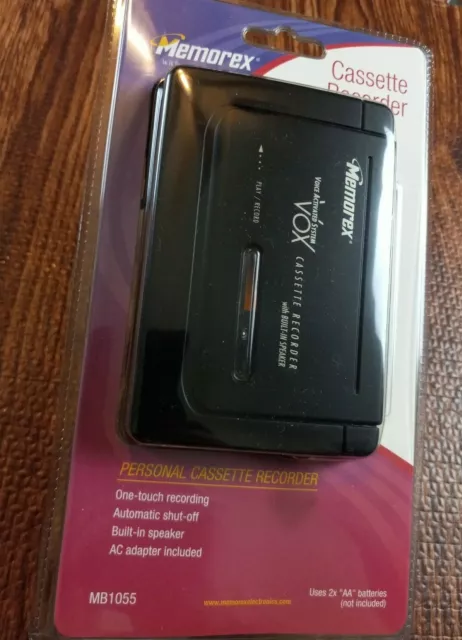 Memorex
Cassette
Recorder
Memorex
VOICE ACTIVATED SYSTEM
VOX
CASSETTE RECORDER
with BUILT-IN SPEAKER
PLAY / RECORD
PERSONAL CASSETTE RECORDER
One-touch recording
Automatic shut-off
Built-in speaker
AC adapter included
MB1055
www.memorexelectronics.com
Uses 2x "AA" batteries
(not included)